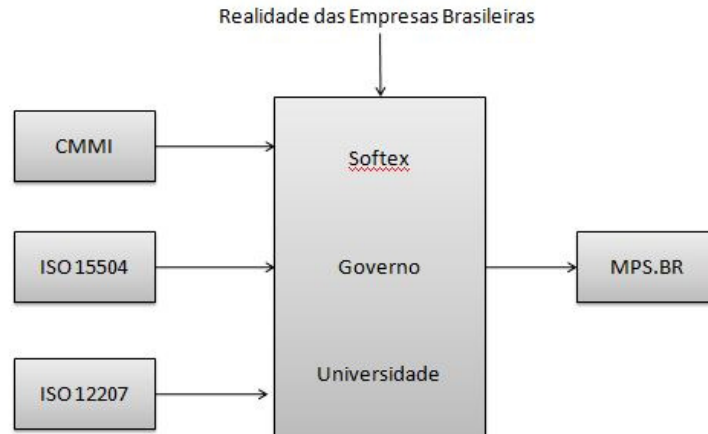 Realidade das Empresas Brasileiras
CMMI
Softex
ISO 15504
Governo
MPS.BR
Universidade
ISO 12207